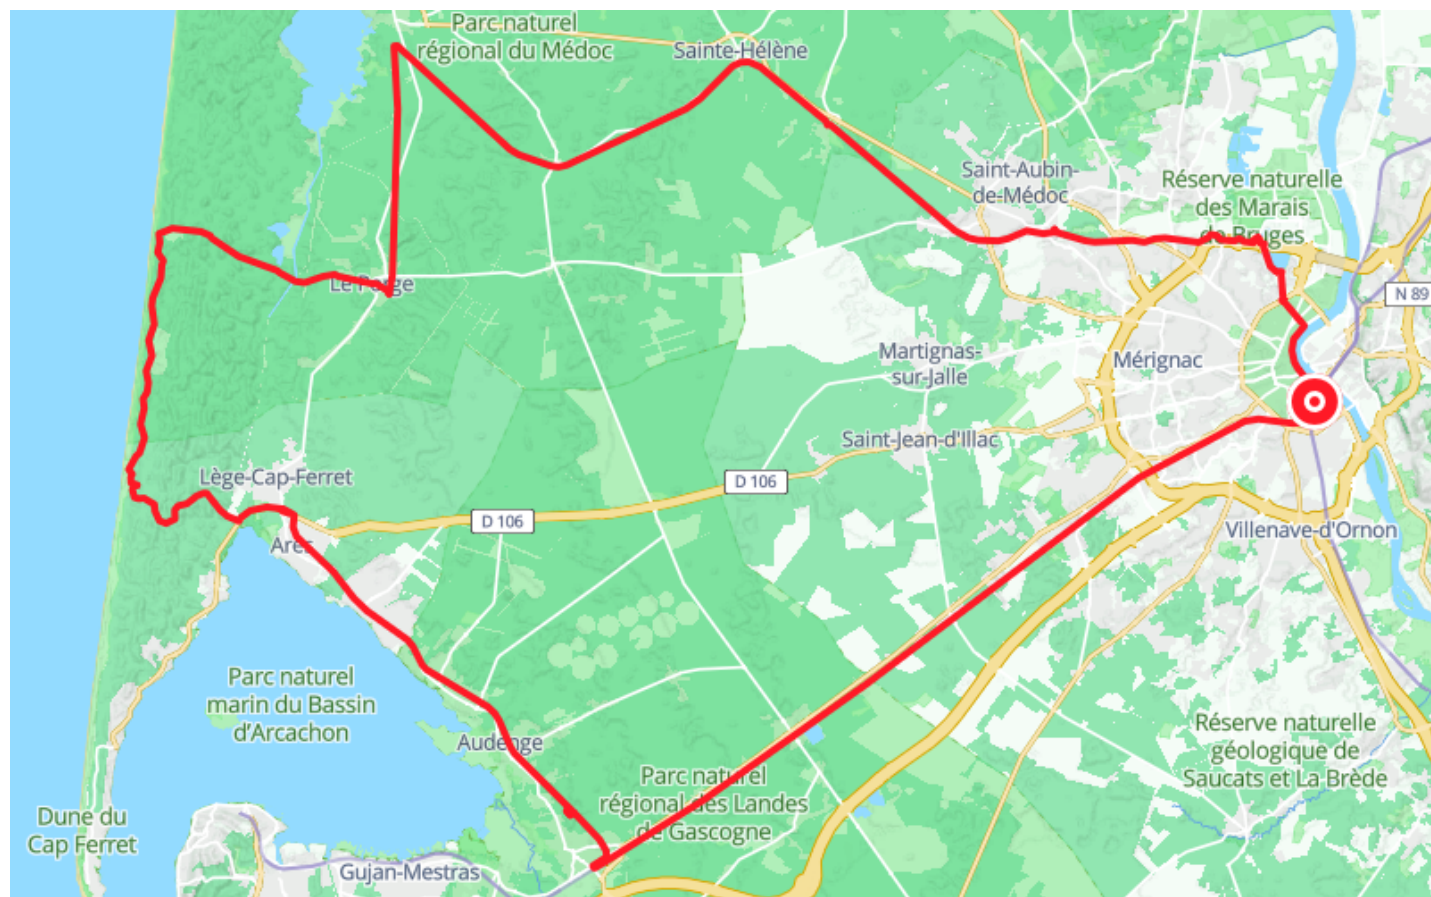 Parc naturel
régional du Médoc
Sainte-Hélène
Saint-Aubin-
de-Médoc
Réserve naturelle
des Marais
de Bruges
Le Porge
N 89
Martignas-
sur-Jalle
Mérignac
Saint-Jean-d'Illac
Lège-Cap-Ferret
D 106
D 106
Arès
Villenave-d'Ornon
Parc naturel
marin du Bassin
d'Arcachon
Audenge
Réserve naturelle
géologique de
Saucats et La Brède
Parc naturel
régional des Landes
de Gascogne
Dune du
Cap Ferret
Gujan-Mestras